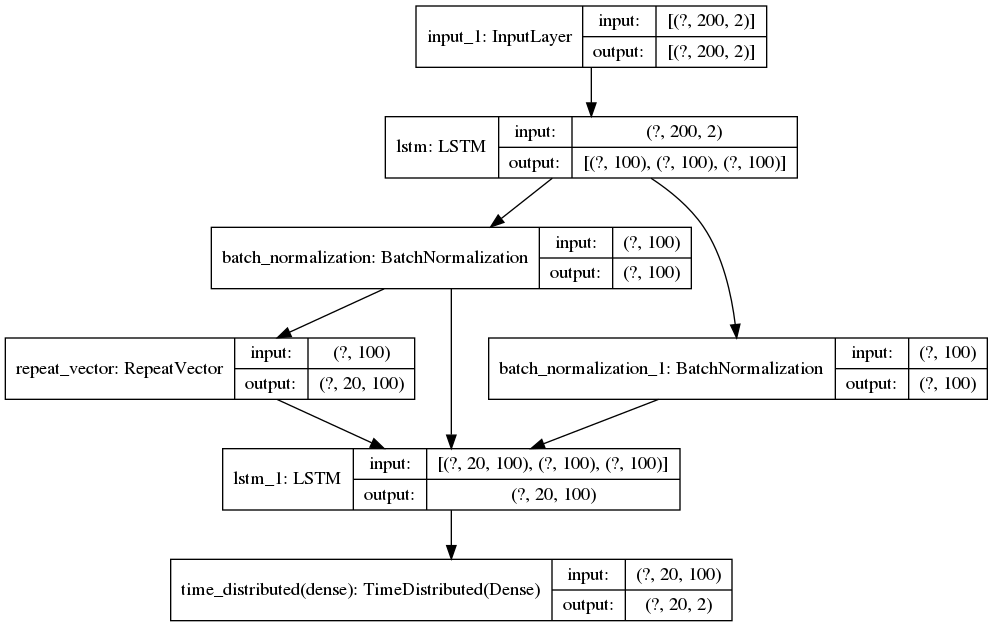 input_1: InputLayer
input: [(?, 200, 2)]
output: [(?, 200, 2)]
lstm: LSTM
input: (?, 200, 2)
output: [(?, 100), (?, 100), (?, 100)]
batch_normalization: BatchNormalization
input: (?, 100)
output: (?, 100)
repeat_vector: RepeatVector
input: (?, 100)
output: (?, 20, 100)
batch_normalization_1: BatchNormalization
input: (?, 100)
output: (?, 100)
lstm_1: LSTM
input: [(?, 20, 100), (?, 100), (?, 100)]
output: (?, 20, 100)
time_distributed(dense): TimeDistributed(Dense)
input: (?, 20, 100)
output: (?, 20, 2)